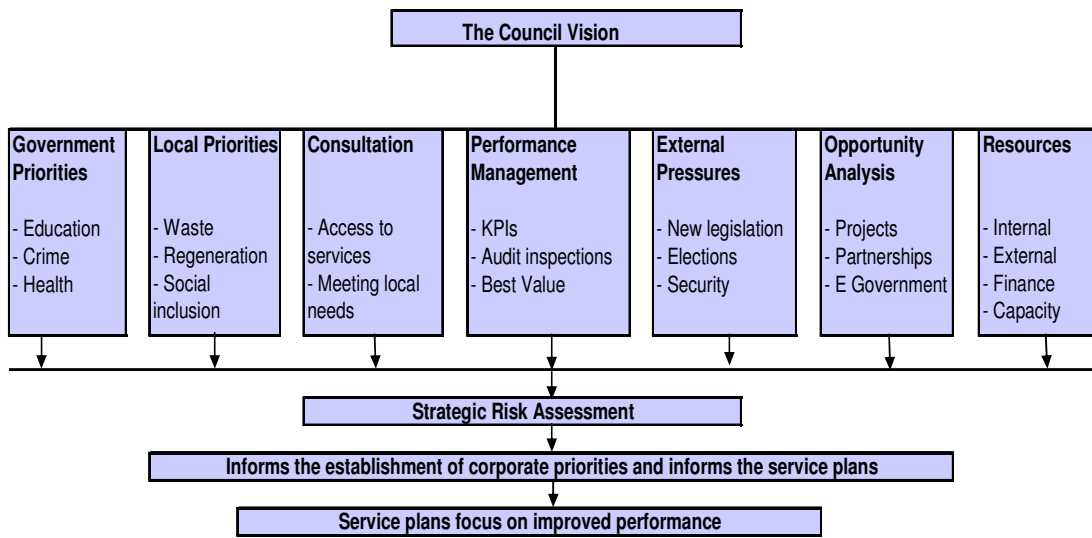 The Council Vision
Government
Priorities
- Education
- Crime
- Health
Local Priorities
- Waste
- Regeneration
- Social
inclusion
Consultation
- Access to
services
- Meeting local
needs
Performance
Management
- KPIs
- Audit inspections
- Best Value
External
Pressures
- New legislation
- Elections
- Security
Opportunity
Analysis
- Projects
- Partnerships
- E Government
Resources
- Internal
- External
- Finance
- Capacity
Strategic Risk Assessment
Informs the establishment of corporate priorities and informs the service plans
Service plans focus on improved performance